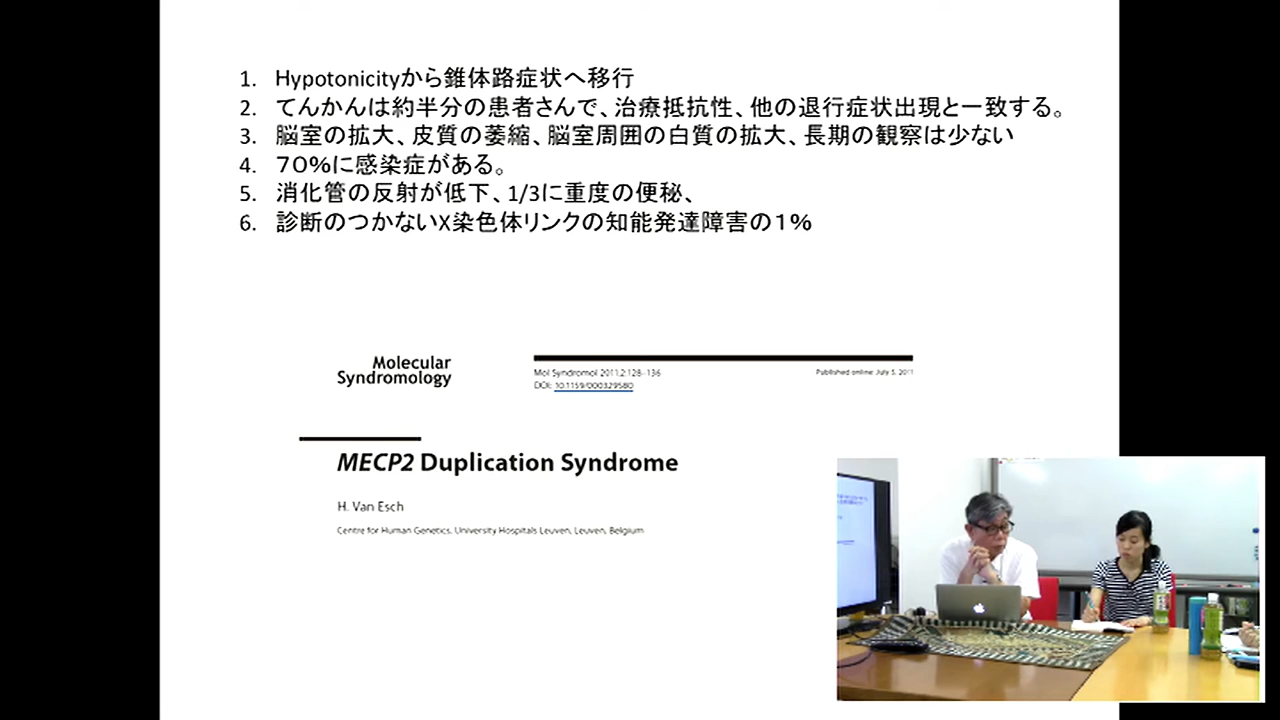 1. Hypotonicityから錐体路症状へ移行
2. てんかんは約半分の患者さんで、治療抵抗性、他の退行症状出現と一致する。
3. 脳室の拡大、皮質の萎縮、脳室周囲の白質の拡大、長期の観察は少ない
4. 70%に感染症がある。
5. 消化管の反射が低下、1/3に重度の便秘、
6. 診断のつかないX染色体リンクの知能発達障害の1%
Molecular
Syndromology
Mol Syndromol 2011;2:128–136
DOI: 10.1159/000329580
Published online: July 5, 2011
MECP2 Duplication Syndrome
H. Van Esch
Centre for Human Genetics, University Hospitals Leuven, Leuven, Belgium